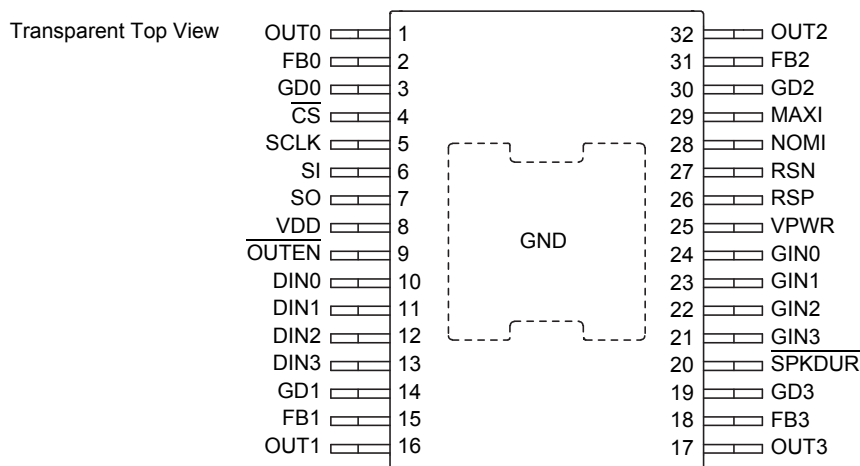 Transparent Top View
OUT0 1 32 OUT2
FB0 2 31 FB2
GD0 3 30 GD2
CS 4 29 MAXI
SCLK 5 28 NOMI
SI 6 27 RSN
SO 7 26 RSP
VDD 8 25 VPWR
OUTEN 9 GND 24 GIN0
DIN0 10 23 GIN1
DIN1 11 22 GIN2
DIN2 12 21 GIN3
DIN3 13 20 SPKDUR
GD1 14 19 GD3
FB1 15 18 FB3
OUT1 16 17 OUT3